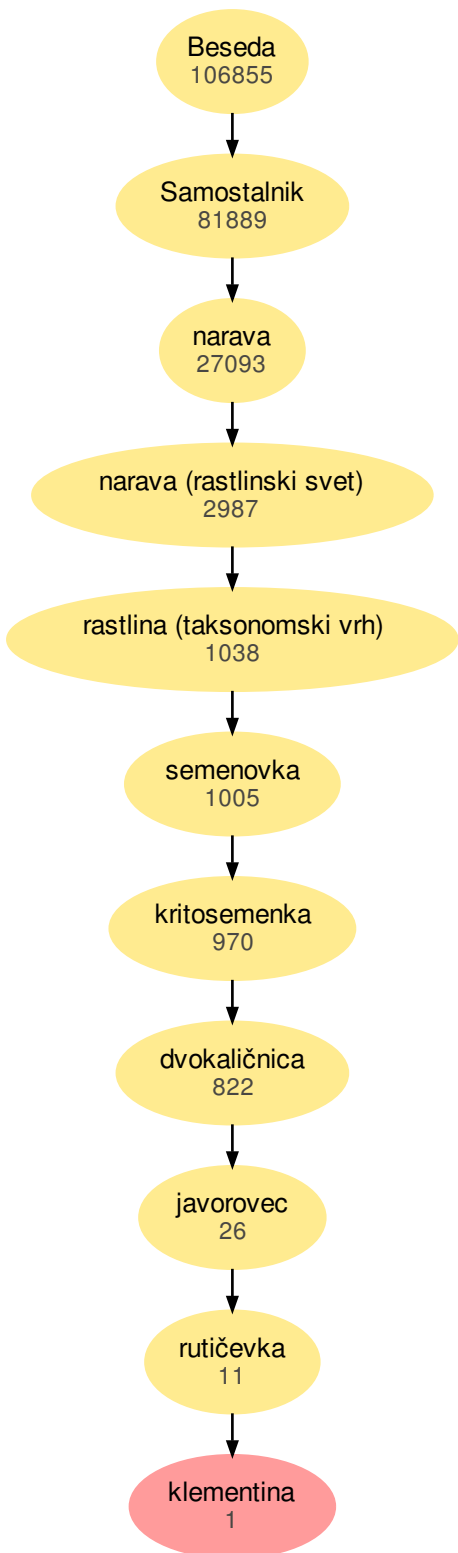 Beseda
106855
Samostalnik
81889
narava
27093
narava (rastlinski svet)
2987
rastlina (taksonomski vrh)
1038
semenovka
1005
kritosemenka
970
dvokaličnica
822
javorovec
26
rutičevka
11
klementina
1